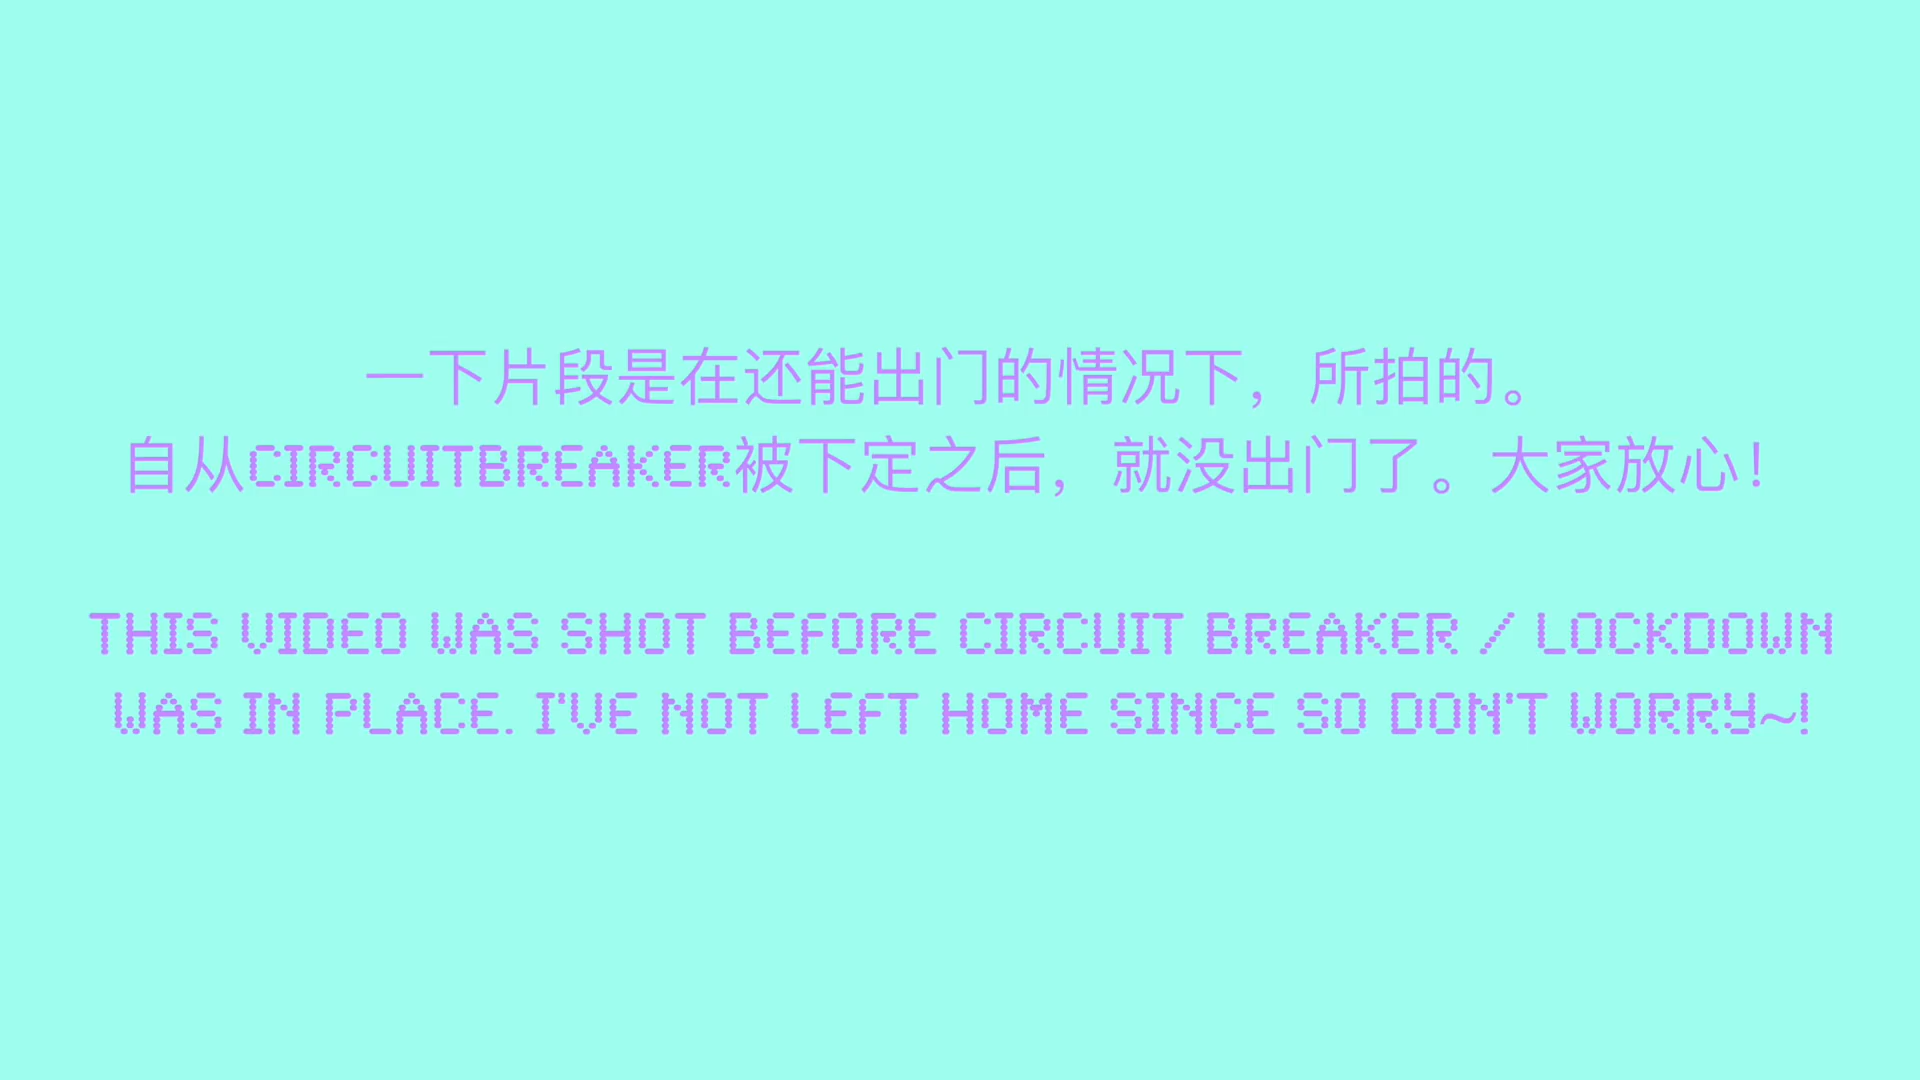 一下片段是在还能出门的情况下，所拍的。
自从CIRCUITBREAKER被下定之后，就没出门了。大家放心！
THIS VIDEO WAS SHOT BEFORE CIRCUIT BREAKER / LOCKDOWN
WAS IN PLACE. I'VE NOT LEFT HOME SINCE SO DON'T WORRY~!